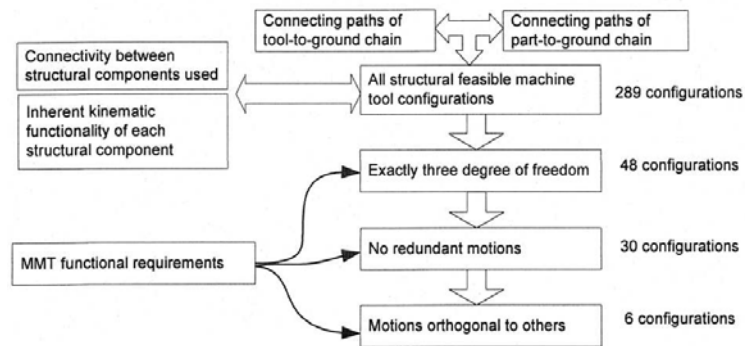 Connecting paths of
tool-to-ground chain
Connecting paths of
part-to-ground chain
Connectivity between
structural components used
Inherent kinematic
functionality of each
structural component
All structural feasible machine
tool configurations
289 configurations
Exactly three degree of freedom
48 configurations
MMT functional requirements
No redundant motions
30 configurations
Motions orthogonal to others
6 configurations